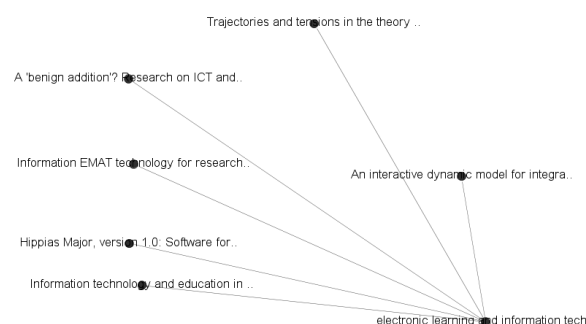 Trajectories and tensions in the theory ..
A 'benign addition'? Research on ICT and..
Information EMAT technology for research..
An interactive dynamic model for integra..
Hippias Major, version 1.0: Software for..
Information technology and education in ..
electronic learning and information tech